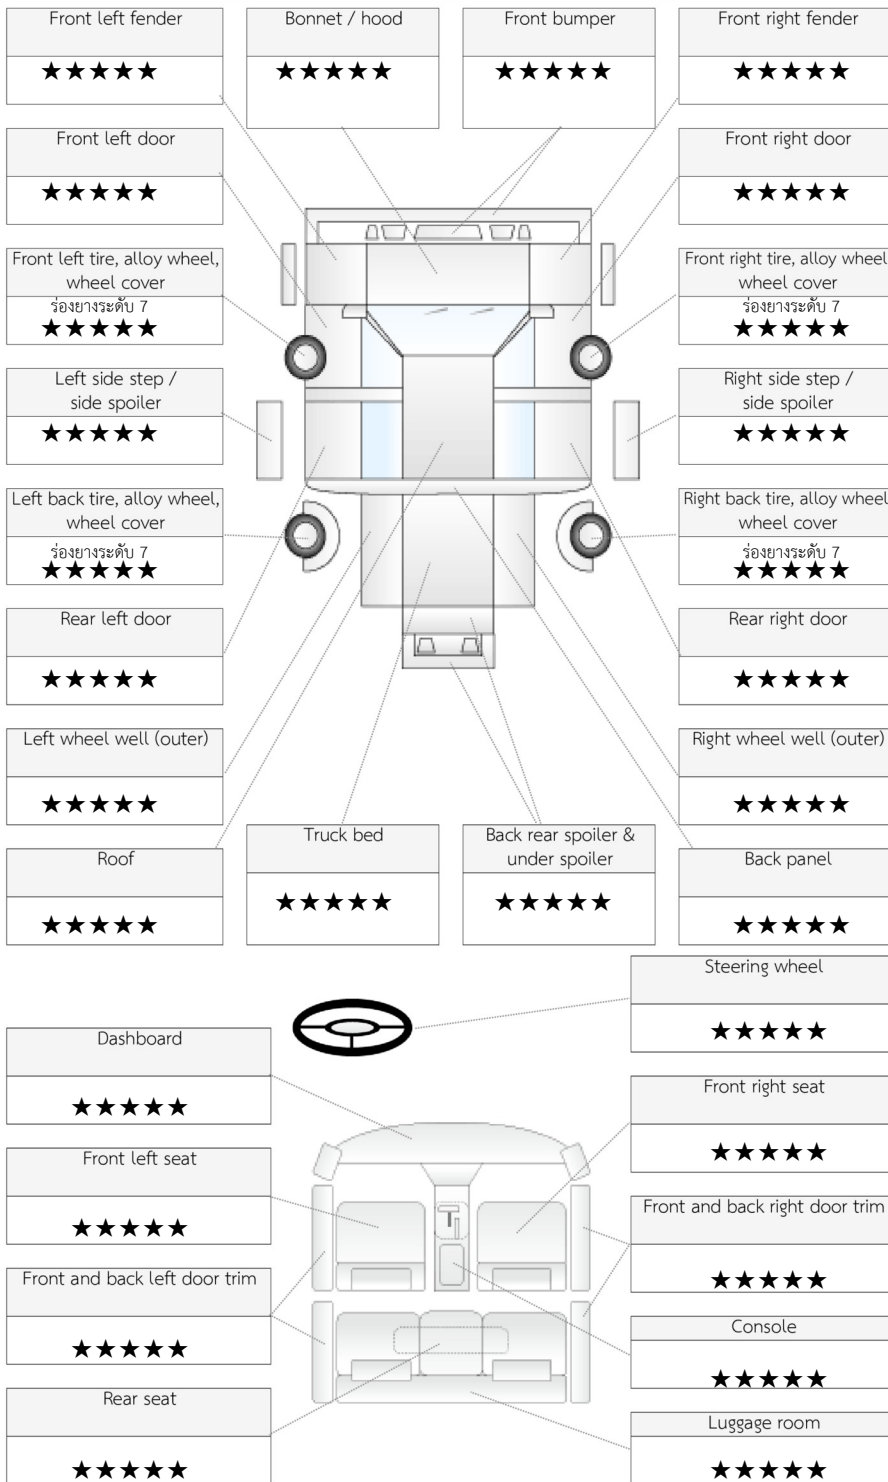 Front left fender
★★★★★
Bonnet / hood
★★★★★
Front bumper
★★★★★
Front right fender
★★★★★
Front left door
★★★★★
Front right door
★★★★★
Front left tire, alloy wheel,
wheel cover
ร่องยางระดับ 7
★★★★★
Front right tire, alloy wheel
wheel cover
ร่องยางระดับ 7
★★★★★
Left side step /
side spoiler
★★★★★
Right side step /
side spoiler
★★★★★
Left back tire, alloy wheel,
wheel cover
ร่องยางระดับ 7
★★★★★
Right back tire, alloy wheel
wheel cover
ร่องยางระดับ 7
★★★★★
Rear left door
★★★★★
Rear right door
★★★★★
Left wheel well (outer)
★★★★★
Right wheel well (outer)
★★★★★
Roof
★★★★★
Truck bed
★★★★★
Back rear spoiler &
under spoiler
★★★★★
Back panel
★★★★★
Steering wheel
★★★★★
Dashboard
★★★★★
Front right seat
★★★★★
Front left seat
★★★★★
Front and back right door trim
★★★★★
Front and back left door trim
★★★★★
Console
★★★★★
Rear seat
★★★★★
Luggage room
★★★★★